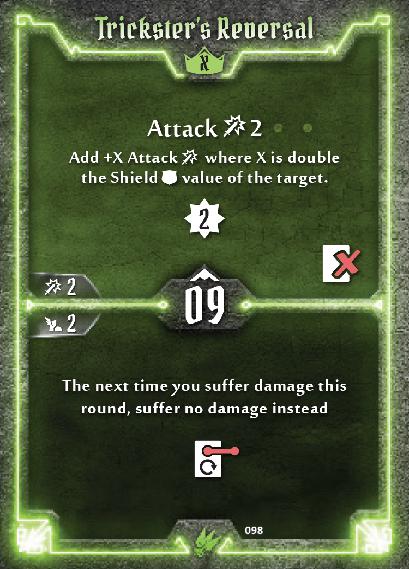 Trickster's Reversal
X
Attack 2
Add +X Attack where X is double
the Shield value of the target.
2
2
09
2
The next time you suffer damage this
round, suffer no damage instead
098